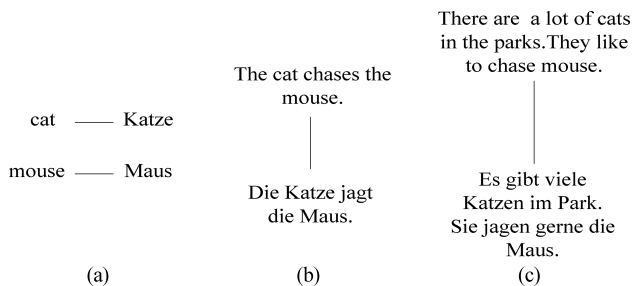 cat Katze
mouse Maus
(a)
The cat chases the
mouse.
Die Katze jagt
die Maus.
(b)
There are a lot of cats
in the parks.They like
to chase mouse.
Es gibt viele
Katzen im Park.
Sie jagen gerne die
Maus.
(c)